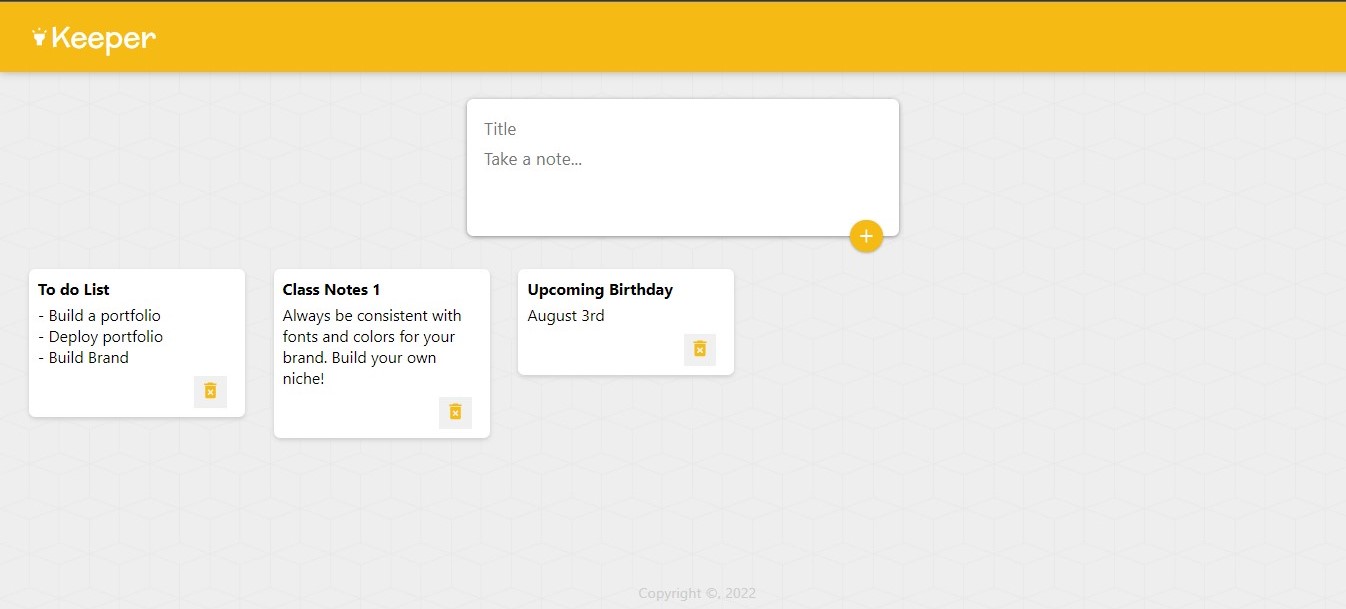 Keeper
Title
Take a note...
To do List
- Build a portfolio
- Deploy portfolio
- Build Brand
Class Notes 1
Always be consistent with
fonts and colors for your
brand. Build your own
niche!
Upcoming Birthday
August 3rd
Copyright ©, 2022